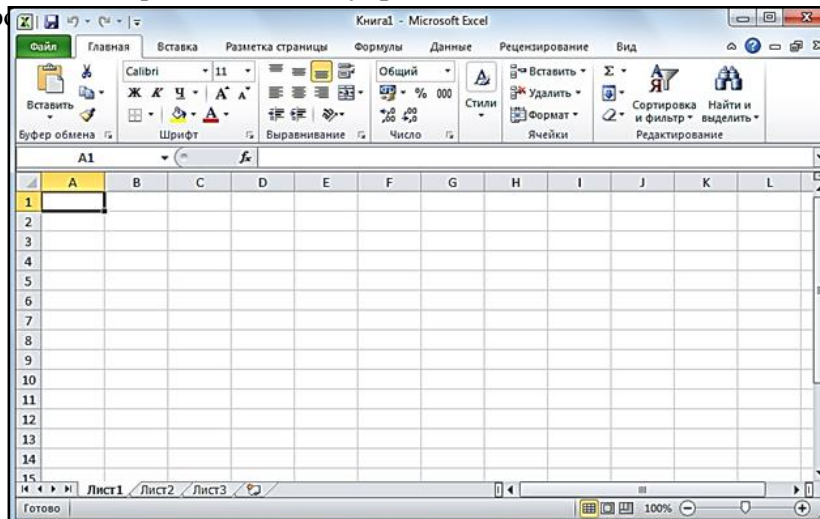 Книга1 - Microsoft Excel
Файл Главная Вставка Разметка страницы Формулы Данные Рецензирование Вид
Вставить
Calibri 11
Ж К Ч A A
A
Общий
% 000
Стили
Вставить
Удалить
Формат
Σ
Сортировка и фильтр
Найти и выделить
Буфер обмена Шрифт Выравнивание Число Ячейки Редактирование
A1 fx
A B C D E F G H I J K L
1
2
3
4
5
6
7
8
9
10
11
12
13
14
15
Лист1 Лист2 Лист3
Готово 100%